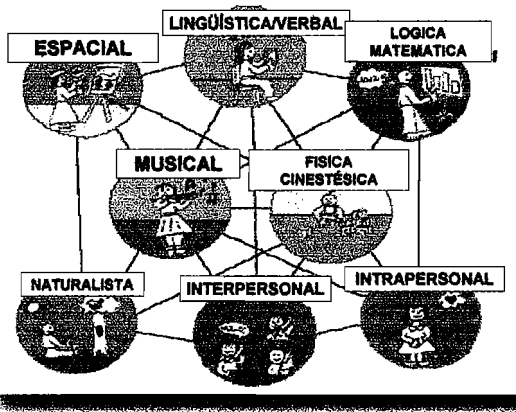 LINGÜÍSTICA/VERBAL
ESPACIAL
LOGICA
MATEMATICA
MUSICAL
FISICA
CINESTÉSICA
NATURALISTA
INTERPERSONAL
INTRAPERSONAL